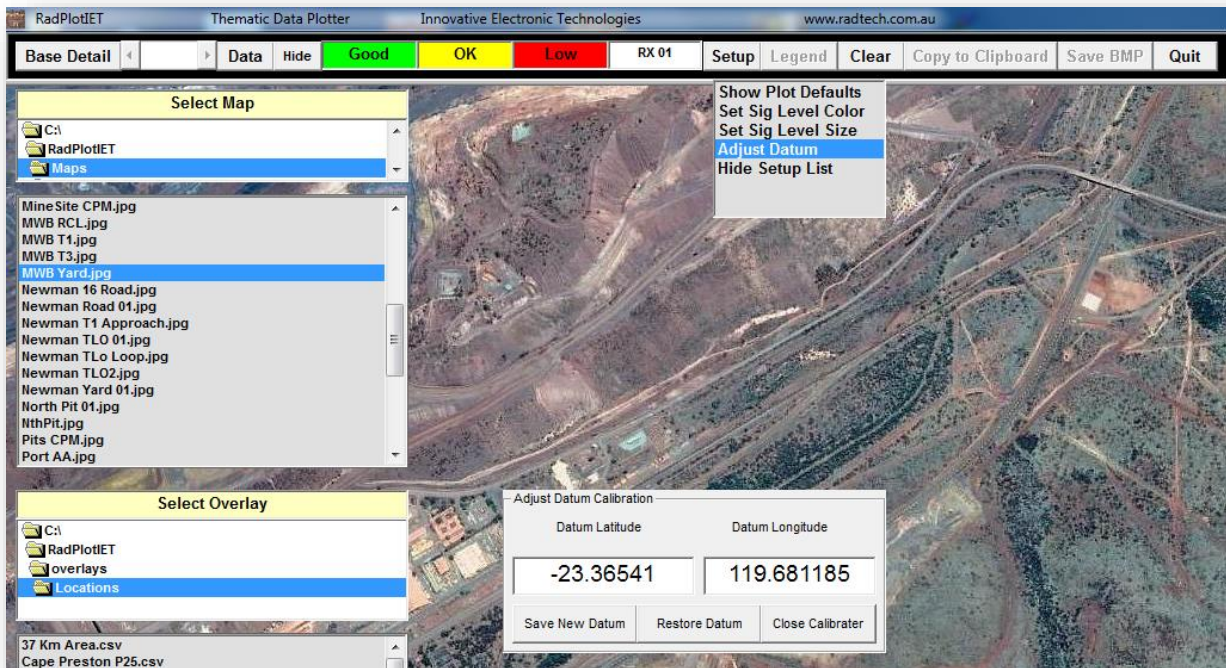 RadPlotIET Thematic Data Plotter Innovative Electronic Technologies www.radtech.com.au
Base Detail Data Hide Good OK Low RX 01 Setup Legend Clear Copy to Clipboard Save BMP Quit
Select Map
C:\
RadPlotIET
Maps
MineSite CPM.jpg
MWB RCL.jpg
MWB T1.jpg
MWB T3.jpg
MWB Yard.jpg
Newman 16 Road.jpg
Newman Road 01.jpg
Newman T1 Approach.jpg
Newman TLO 01.jpg
Newman TLo Loop.jpg
Newman TLO2.jpg
Newman Yard 01.jpg
North Pit 01.jpg
NthPit.jpg
Pits CPM.jpg
Port AA.jpg
Show Plot Defaults
Set Sig Level Color
Set Sig Level Size
Adjust Datum
Hide Setup List
Select Overlay
C:\
RadPlotIET
overlays
Locations
37 Km Area.csv
Cape Preston P25.csv
Adjust Datum Calibration
Datum Latitude Datum Longitude
-23.36541 119.681185
Save New Datum Restore Datum Close Calibrater